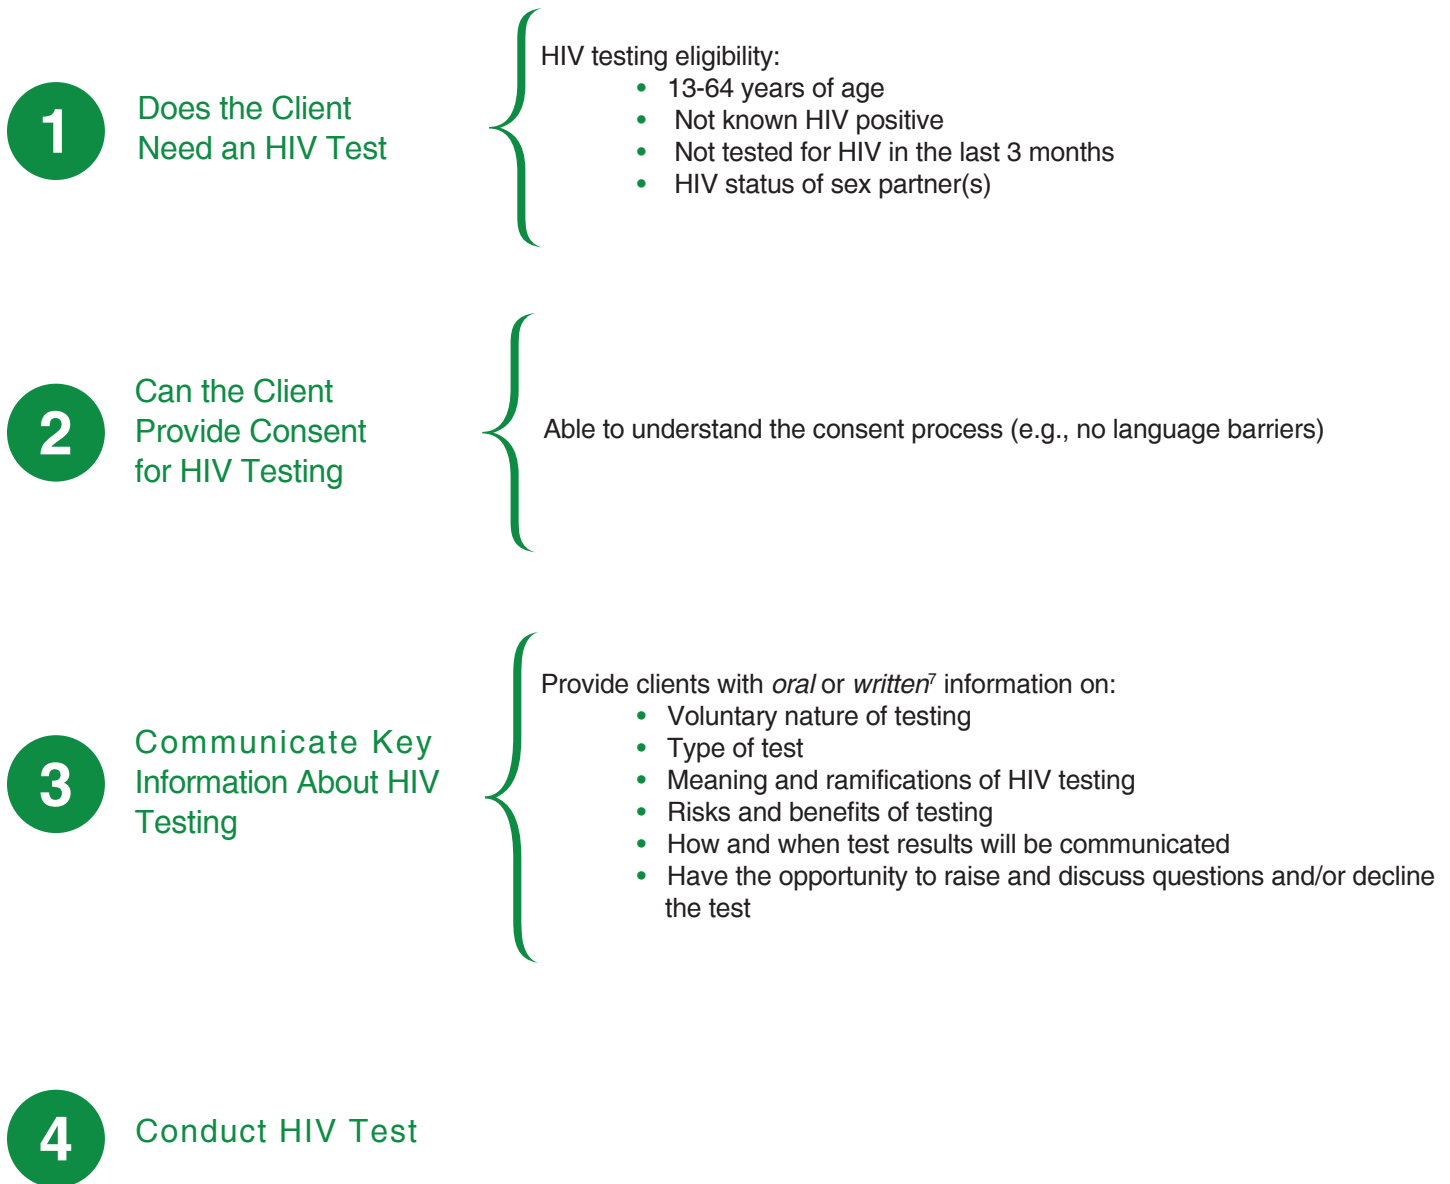 1
Does the Client
Need an HIV Test
HIV testing eligibility:
• 13-64 years of age
• Not known HIV positive
• Not tested for HIV in the last 3 months
• HIV status of sex partner(s)
2
Can the Client
Provide Consent
for HIV Testing
Able to understand the consent process (e.g., no language barriers)
3
Communicate Key
Information About HIV
Testing
Provide clients with oral or written⁷ information on:
• Voluntary nature of testing
• Type of test
• Meaning and ramifications of HIV testing
• Risks and benefits of testing
• How and when test results will be communicated
• Have the opportunity to raise and discuss questions and/or decline
the test
4
Conduct HIV Test